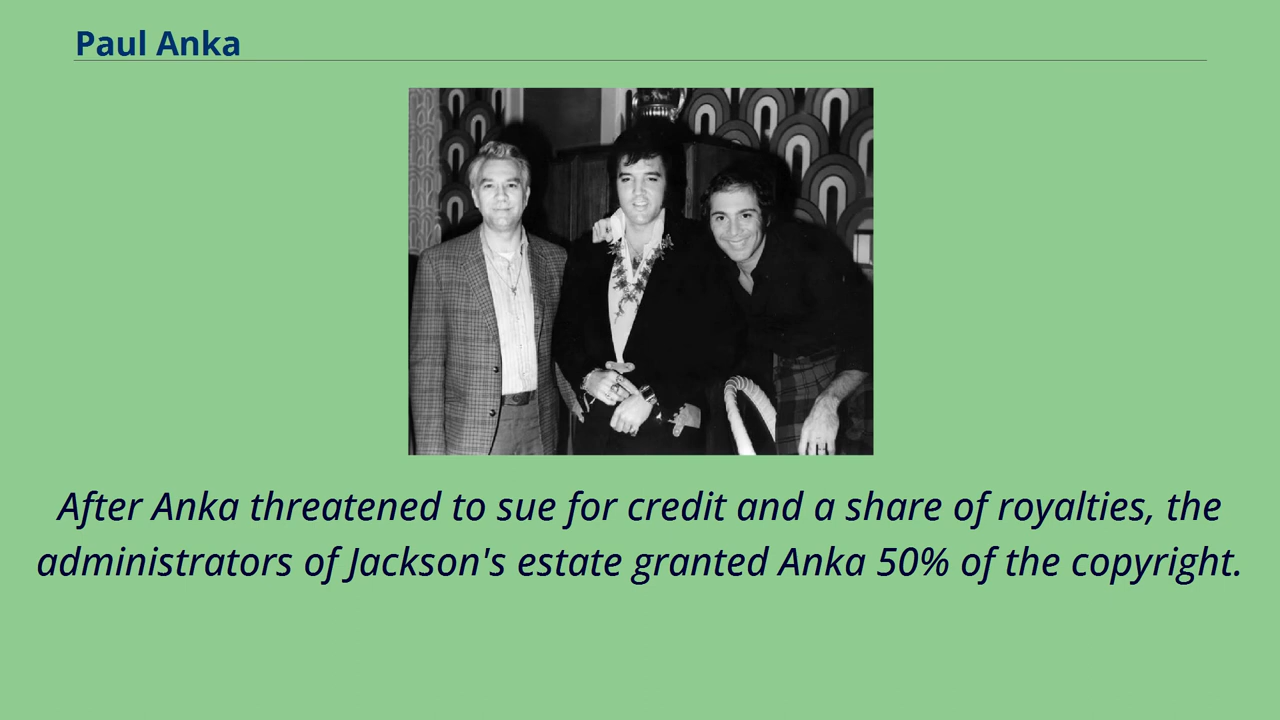 Paul Anka
After Anka threatened to sue for credit and a share of royalties, the
administrators of Jackson's estate granted Anka 50% of the copyright.